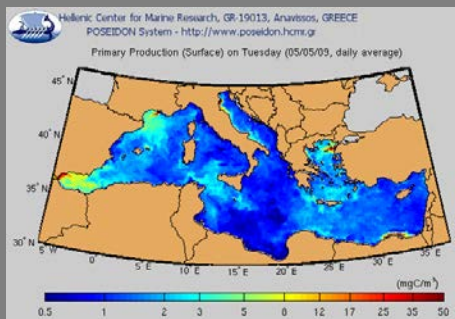 Hellenic Center for Marine Research, GR-19013, Anavissos, GREECE
POSEIDON System - http://www.poseidon.hcmr.gr
Primary Production (Surface) on Tuesday (05/05/09, daily average)
45°N
40°N
35°N
30°N
5°W 0° 5°E 10°E 15°E 20°E 25°E 30°E 35°E
(mgC/m³)
0.5 1 2 3 5 8 12 17 25 35 50